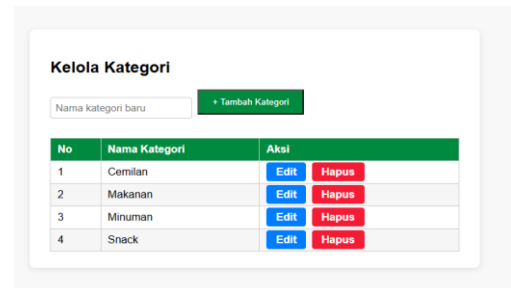 Kelola Kategori
Nama kategori baru + Tambah Kategori
No Nama Kategori Aksi
1 Cemilan Edit Hapus
2 Makanan Edit Hapus
3 Minuman Edit Hapus
4 Snack Edit Hapus